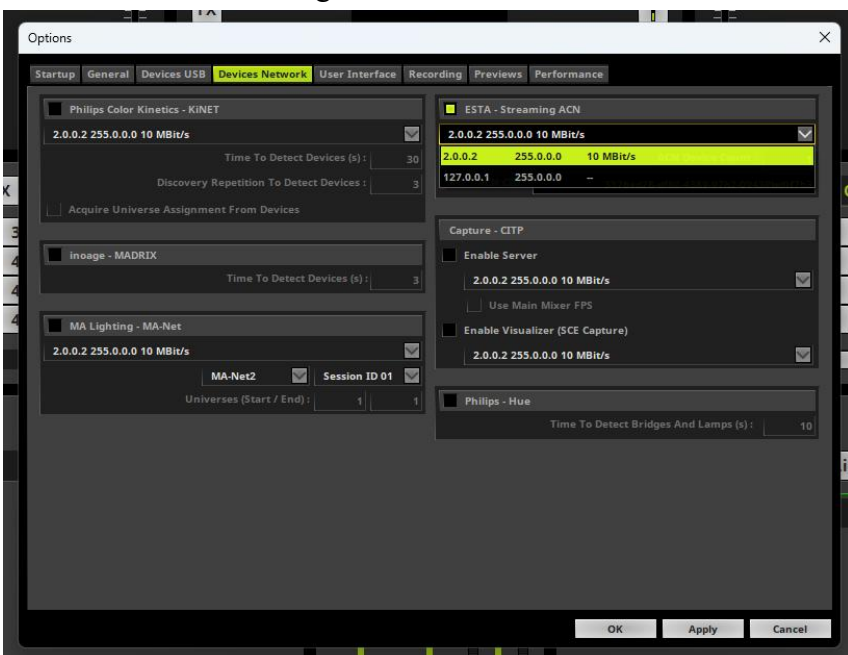 TX
Options
Startup General Devices USB Devices Network User Interface Recording Previews Performance
Philips Color Kinetics - KiNET
2.0.0.2 255.0.0.0 10 MBit/s
Time To Detect Devices (s) : 30
Discovery Repetition To Detect Devices : 3
Acquire Universe Assignment From Devices
inoage - MADRIX
Time To Detect Devices (s) : 3
MA Lighting - MA-Net
2.0.0.2 255.0.0.0 10 MBit/s
MA-Net2 Session ID 01
Universes (Start / End) : 1 1
ESTA - Streaming ACN
2.0.0.2 255.0.0.0 10 MBit/s
2.0.0.2 255.0.0.0 10 MBit/s
127.0.0.1 255.0.0.0 --
Capture - CITP
Enable Server
2.0.0.2 255.0.0.0 10 MBit/s
Use Main Mixer FPS
Enable Visualizer (SCE Capture)
2.0.0.2 255.0.0.0 10 MBit/s
Philips - Hue
Time To Detect Bridges And Lamps (s) : 10
OK Apply Cancel